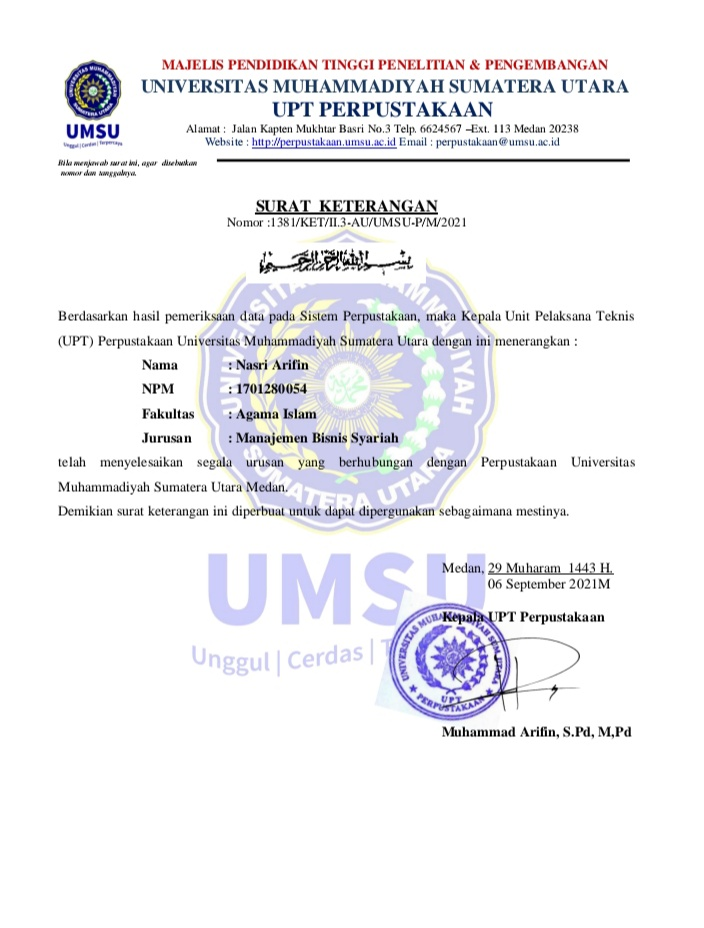 MAJELIS PENDIDIKAN TINGGI PENELITIAN & PENGEMBANGAN
UNIVERSITAS MUHAMMADIYAH SUMATERA UTARA
UPT PERPUSTAKAAN
Alamat : Jalan Kapten Mukhtar Basri No.3 Telp. 6624567 –Ext. 113 Medan 20238
Website : http://perpustakaan.umsu.ac.id Email : perpustakaan@umsu.ac.id
UMSU
Unggul | Cerdas | Terpercaya
Bila menjawab surat ini, agar disebutkan
nomor dan tanggalnya.
SURAT KETERANGAN
Nomor :1381/KET/II.3-AU/UMSU-P/M/2021
بســم الله الرحمن الرحيم
Berdasarkan hasil pemeriksaan data pada Sistem Perpustakaan, maka Kepala Unit Pelaksana Teknis
(UPT) Perpustakaan Universitas Muhammadiyah Sumatera Utara dengan ini menerangkan :
Nama : Nasri Arifin
NPM : 1701280054
Fakultas : Agama Islam
Jurusan : Manajemen Bisnis Syariah
telah menyelesaikan segala urusan yang berhubungan dengan Perpustakaan Universitas
Muhammadiyah Sumatera Utara Medan.
Demikian surat keterangan ini diperbuat untuk dapat dipergunakan sebagaimana mestinya.
UMSU
Unggul | Cerdas |
Medan, 29 Muharam 1443 H.
06 September 2021M
Kepala UPT Perpustakaan
UNIVERSITAS MUHAMMADIYAH SUMATERA UTARA
UPT
PERPUSTAKAAN
Muhammad Arifin, S.Pd, M,Pd